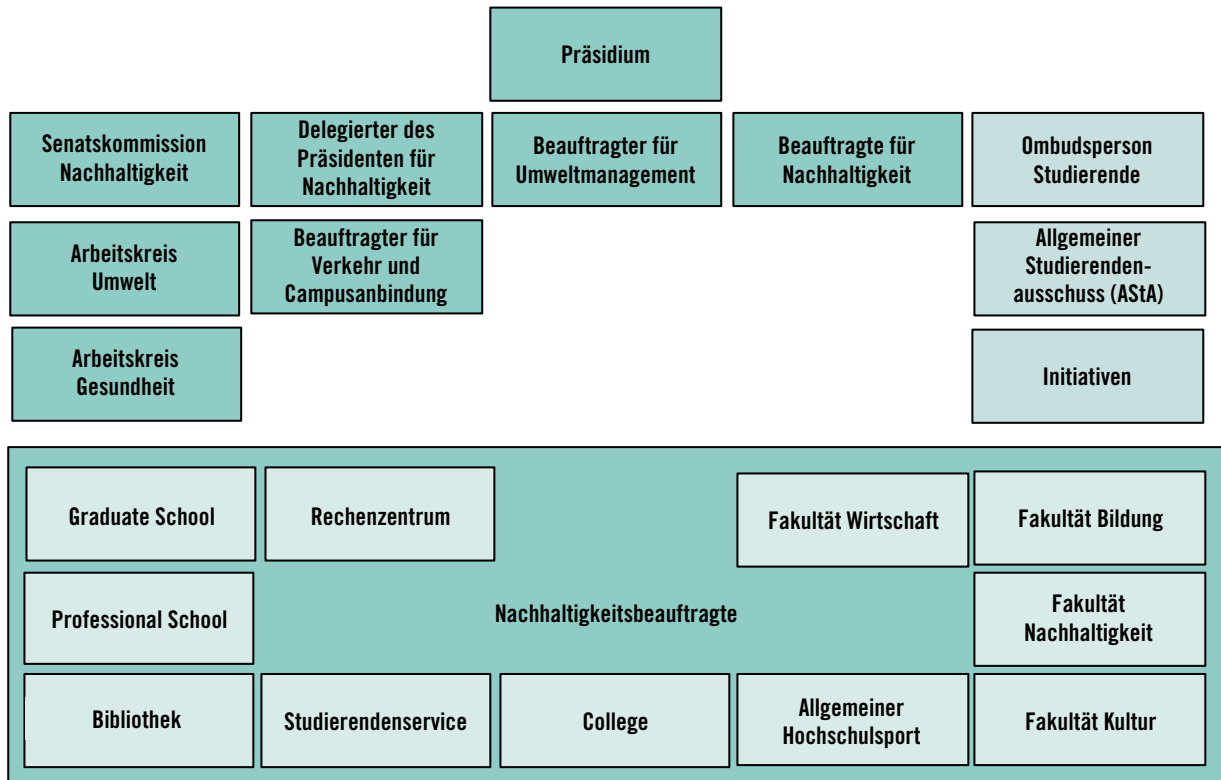 Präsidium
Senatskommission
Nachhaltigkeit
Delegierter des
Präsidenten für
Nachhaltigkeit
Beauftragter für
Umweltmanagement
Beauftragte für
Nachhaltigkeit
Ombudsperson
Studierende
Arbeitskreis
Umwelt
Beauftragter für
Verkehr und
Campusanbindung
Allgemeiner
Studierenden-
ausschuss (AStA)
Arbeitskreis
Gesundheit
Initiativen
Graduate School
Rechenzentrum
Fakultät Wirtschaft
Fakultät Bildung
Professional School
Nachhaltigkeitsbeauftragte
Fakultät
Nachhaltigkeit
Bibliothek
Studierendenservice
College
Allgemeiner
Hochschulsport
Fakultät Kultur